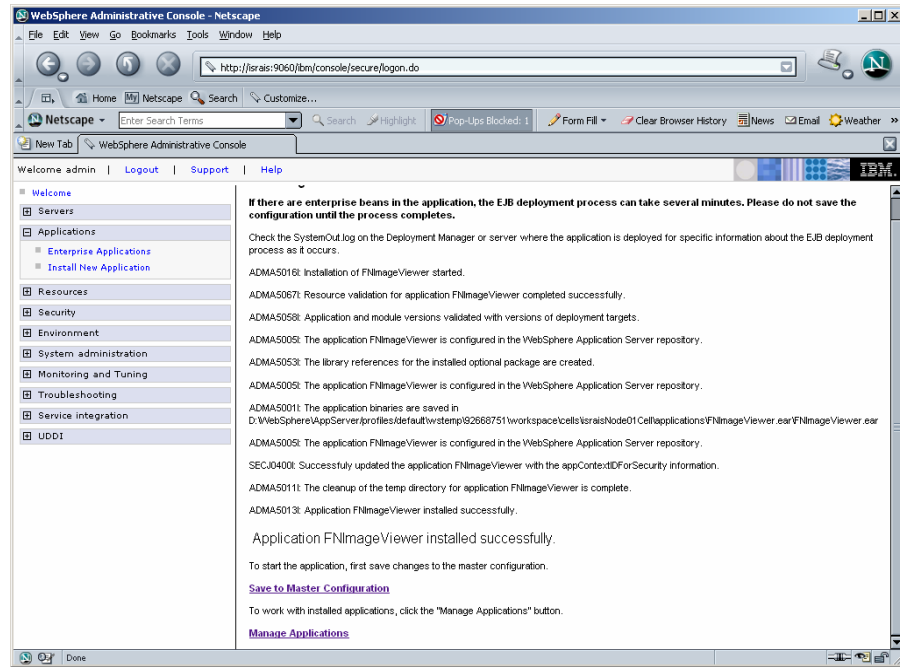 WebSphere Administrative Console - Netscape
File Edit View Go Bookmarks Tools Window Help
http://israis:9060/ibm/console/secure/logon.do
Home My Netscape Search Customize...
Netscape Enter Search Terms Search Highlight Pop-Ups Blocked: 1 Form Fill Clear Browser History News Email Weather »
New Tab WebSphere Administrative Console
Welcome admin | Logout | Support | Help IBM.
Welcome
Servers
Applications
Enterprise Applications
Install New Application
Resources
Security
Environment
System administration
Monitoring and Tuning
Troubleshooting
Service integration
UDDI
If there are enterprise beans in the application, the EJB deployment process can take several minutes. Please do not save the
configuration until the process completes.
Check the SystemOut.log on the Deployment Manager or server where the application is deployed for specific information about the EJB deployment
process as it occurs.
ADMA5016I: Installation of FNImageViewer started.
ADMA5067I: Resource validation for application FNImageViewer completed successfully.
ADMA5058I: Application and module versions validated with versions of deployment targets.
ADMA5005I: The application FNImageViewer is configured in the WebSphere Application Server repository.
ADMA5053I: The library references for the installed optional package are created.
ADMA5005I: The application FNImageViewer is configured in the WebSphere Application Server repository.
ADMA5001I: The application binaries are saved in
D:\WebSphere\AppServer/profiles/default\wstemp\92668751\workspace\cells\israisNode01Cell\applications\FNImageViewer.ear\FNImageViewer.ear
ADMA5005I: The application FNImageViewer is configured in the WebSphere Application Server repository.
SECJ0400I: Successfuly updated the application FNImageViewer with the appContextIDForSecurity information.
ADMA5011I: The cleanup of the temp directory for application FNImageViewer is complete.
ADMA5013I: Application FNImageViewer installed successfully.
Application FNImageViewer installed successfully.
To start the application, first save changes to the master configuration.
Save to Master Configuration
To work with installed applications, click the "Manage Applications" button.
Manage Applications
Done